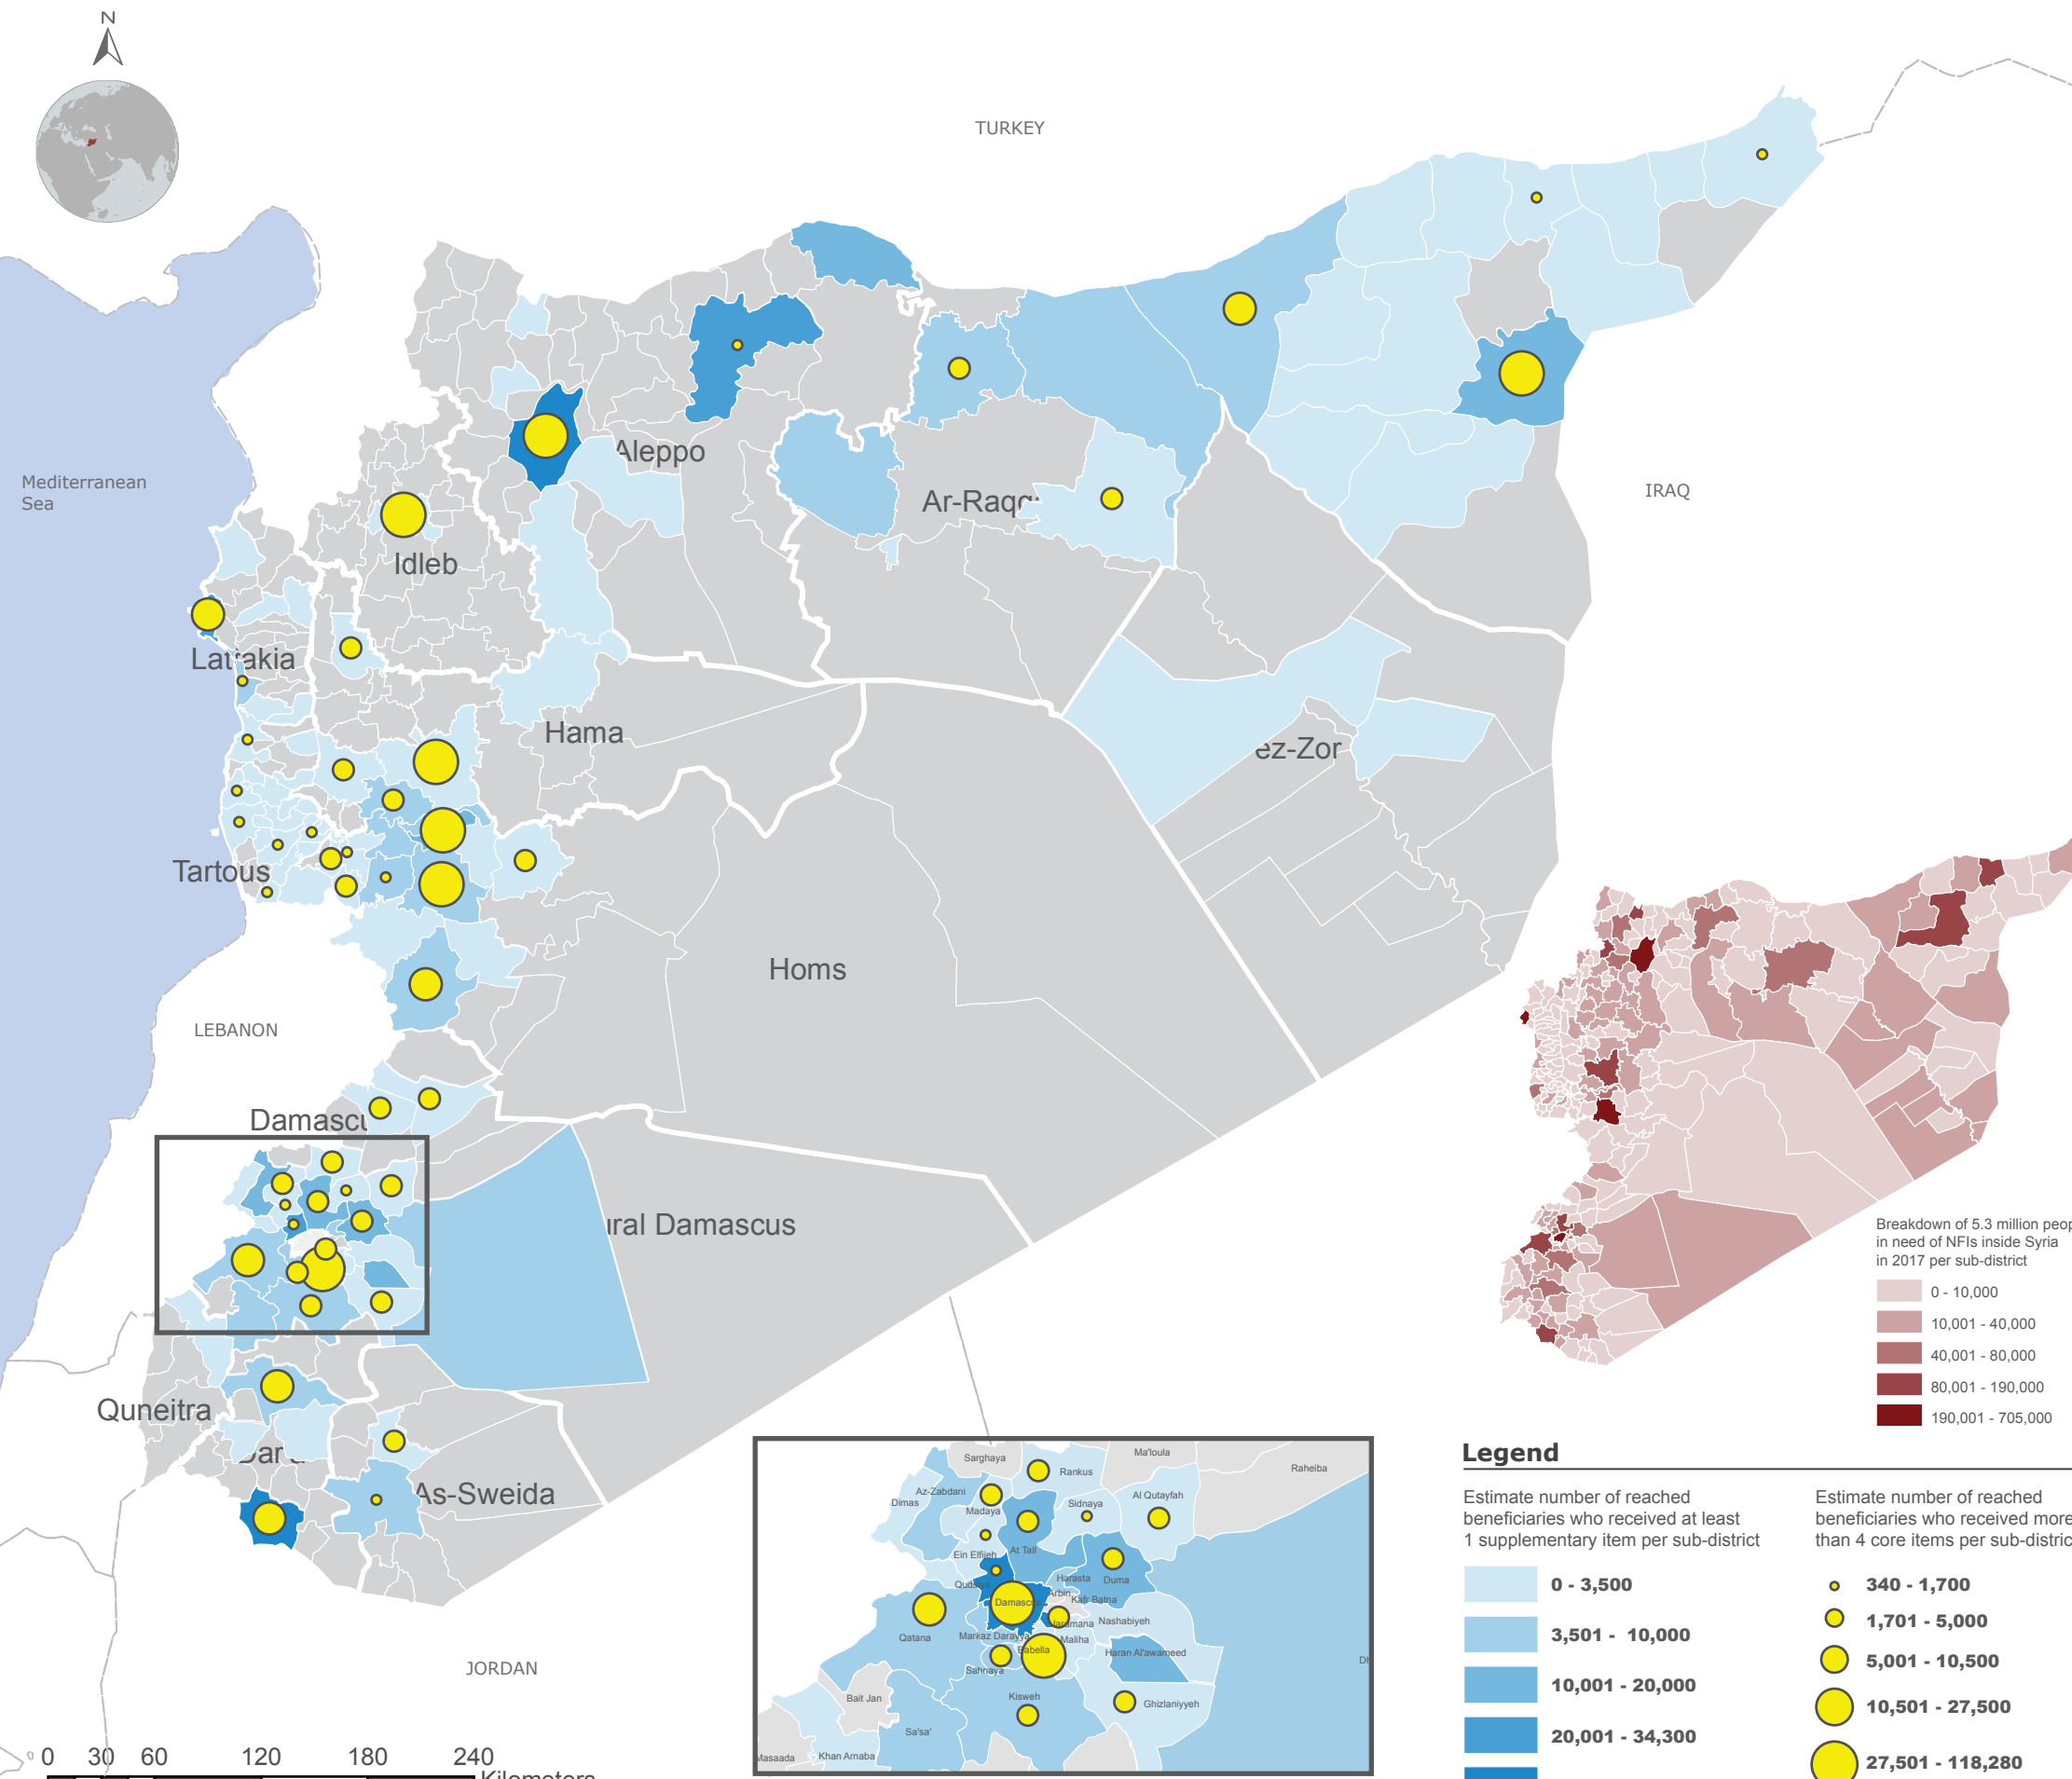 N
TURKEY
Mediterranean
Sea
IRAQ
Aleppo
Ar-Raqq
Idleb
Lattakia
Hama
ez-Zor
Tartous
Homs
LEBANON
Damascu
ural Damascus
Quneitra
Dar'a
As-Sweida
JORDAN
0 30 60 120 180 240
Kilometers
Breakdown of 5.3 million peop
in need of NFIs inside Syria
in 2017 per sub-district
0 - 10,000
10,001 - 40,000
40,001 - 80,000
80,001 - 190,000
190,001 - 705,000
Sarghaya
Ma'loula
Raheiba
Rankus
Az-Zabdani
Dimas
Madaya
Sidnaya
Al Qutayfah
Ein Elfijeh
At Tall
Qudsiya
Harasta
Duma
Arbin
Kafr Batna
Damascus
Jaramana
Nashabiyeh
Qatana
Markaz Darayya
Maliha
Babella
Sahnaya
Haran Al'awameed
Kisweh
Ghizlaniyyeh
Bait Jan
Sa'sa'
Khan Arnaba
Masaada
Legend
Estimate number of reached
beneficiaries who received at least
1 supplementary item per sub-district
0 - 3,500
3,501 - 10,000
10,001 - 20,000
20,001 - 34,300
Estimate number of reached
beneficiaries who received more
than 4 core items per sub-distric
340 - 1,700
1,701 - 5,000
5,001 - 10,500
10,501 - 27,500
27,501 - 118,280